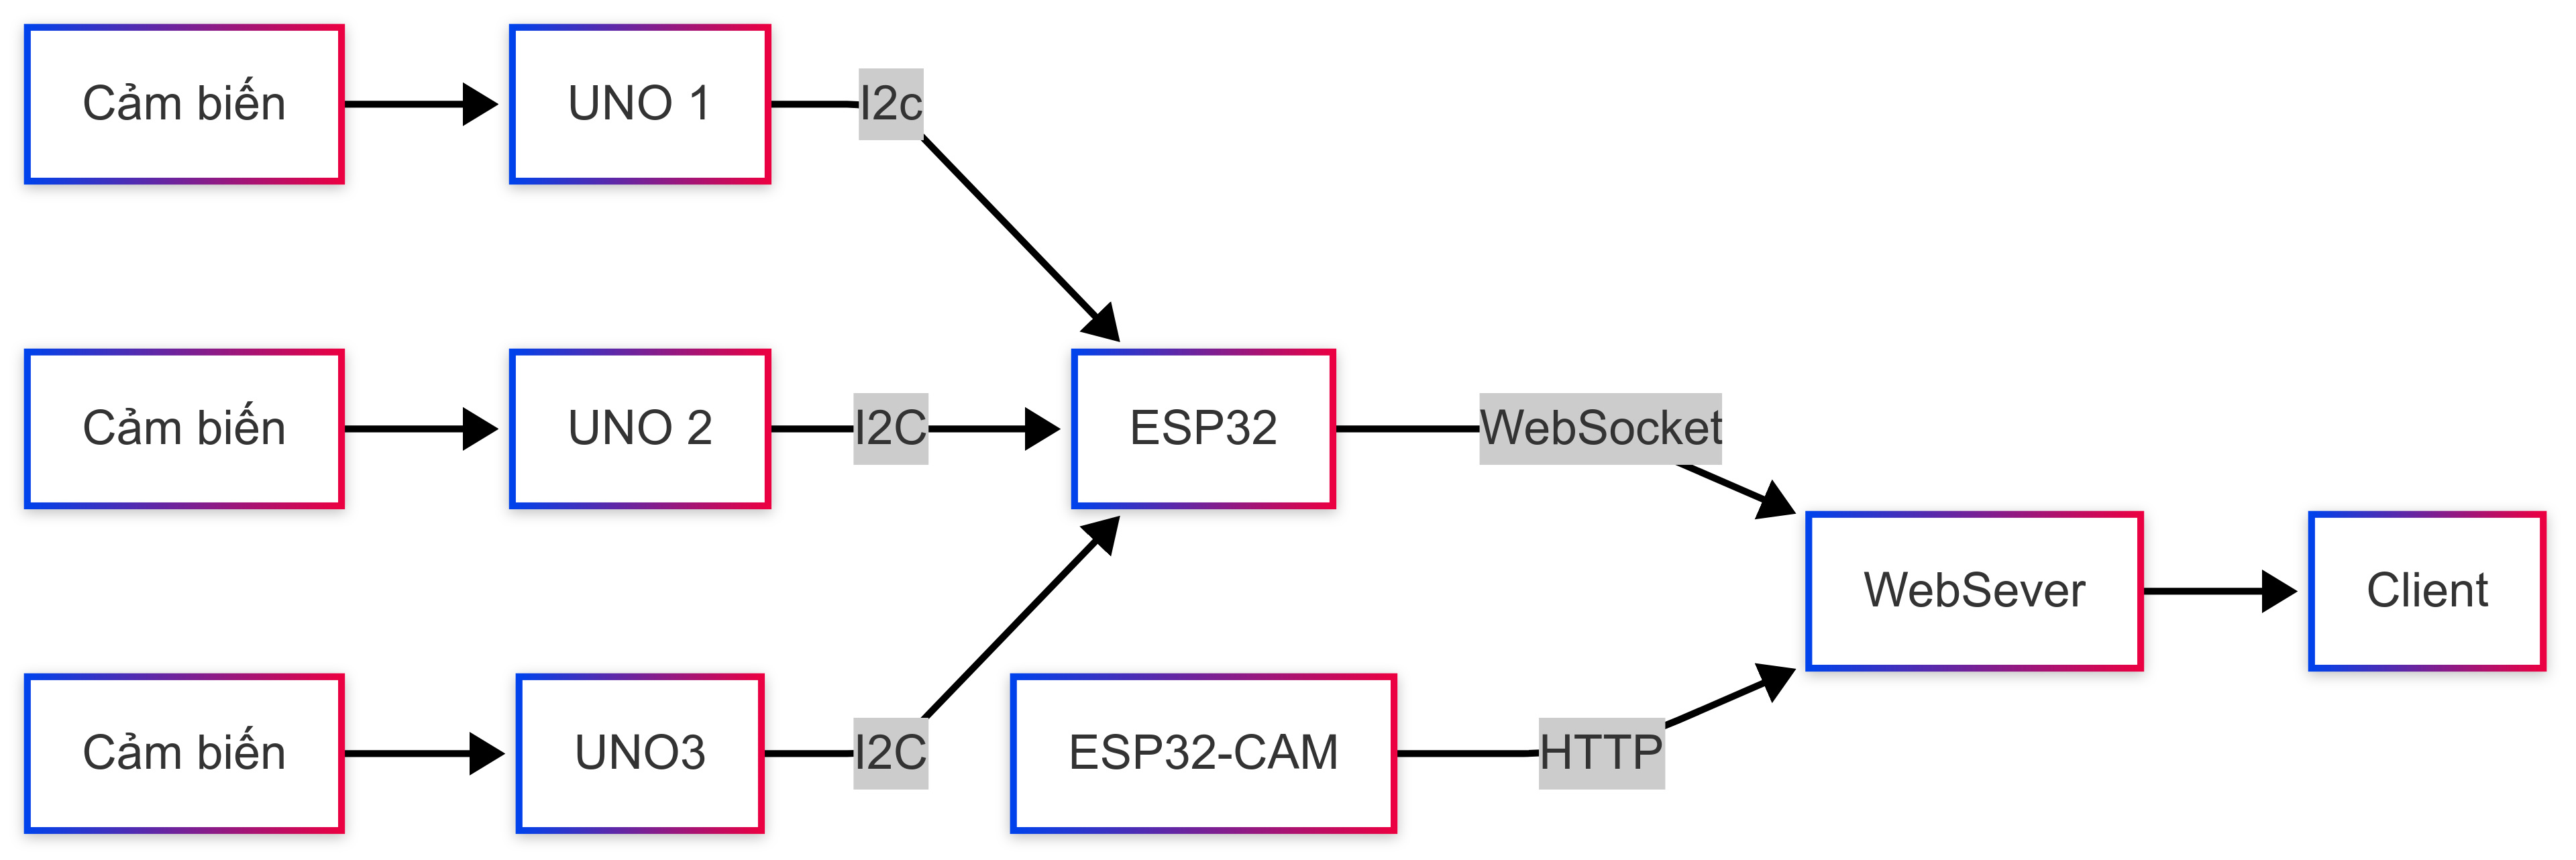 Cảm biến
UNO 1
I2c
Cảm biến
UNO 2
I2C
ESP32
WebSocket
WebSever
Client
Cảm biến
UNO3
I2C
ESP32-CAM
HTTP